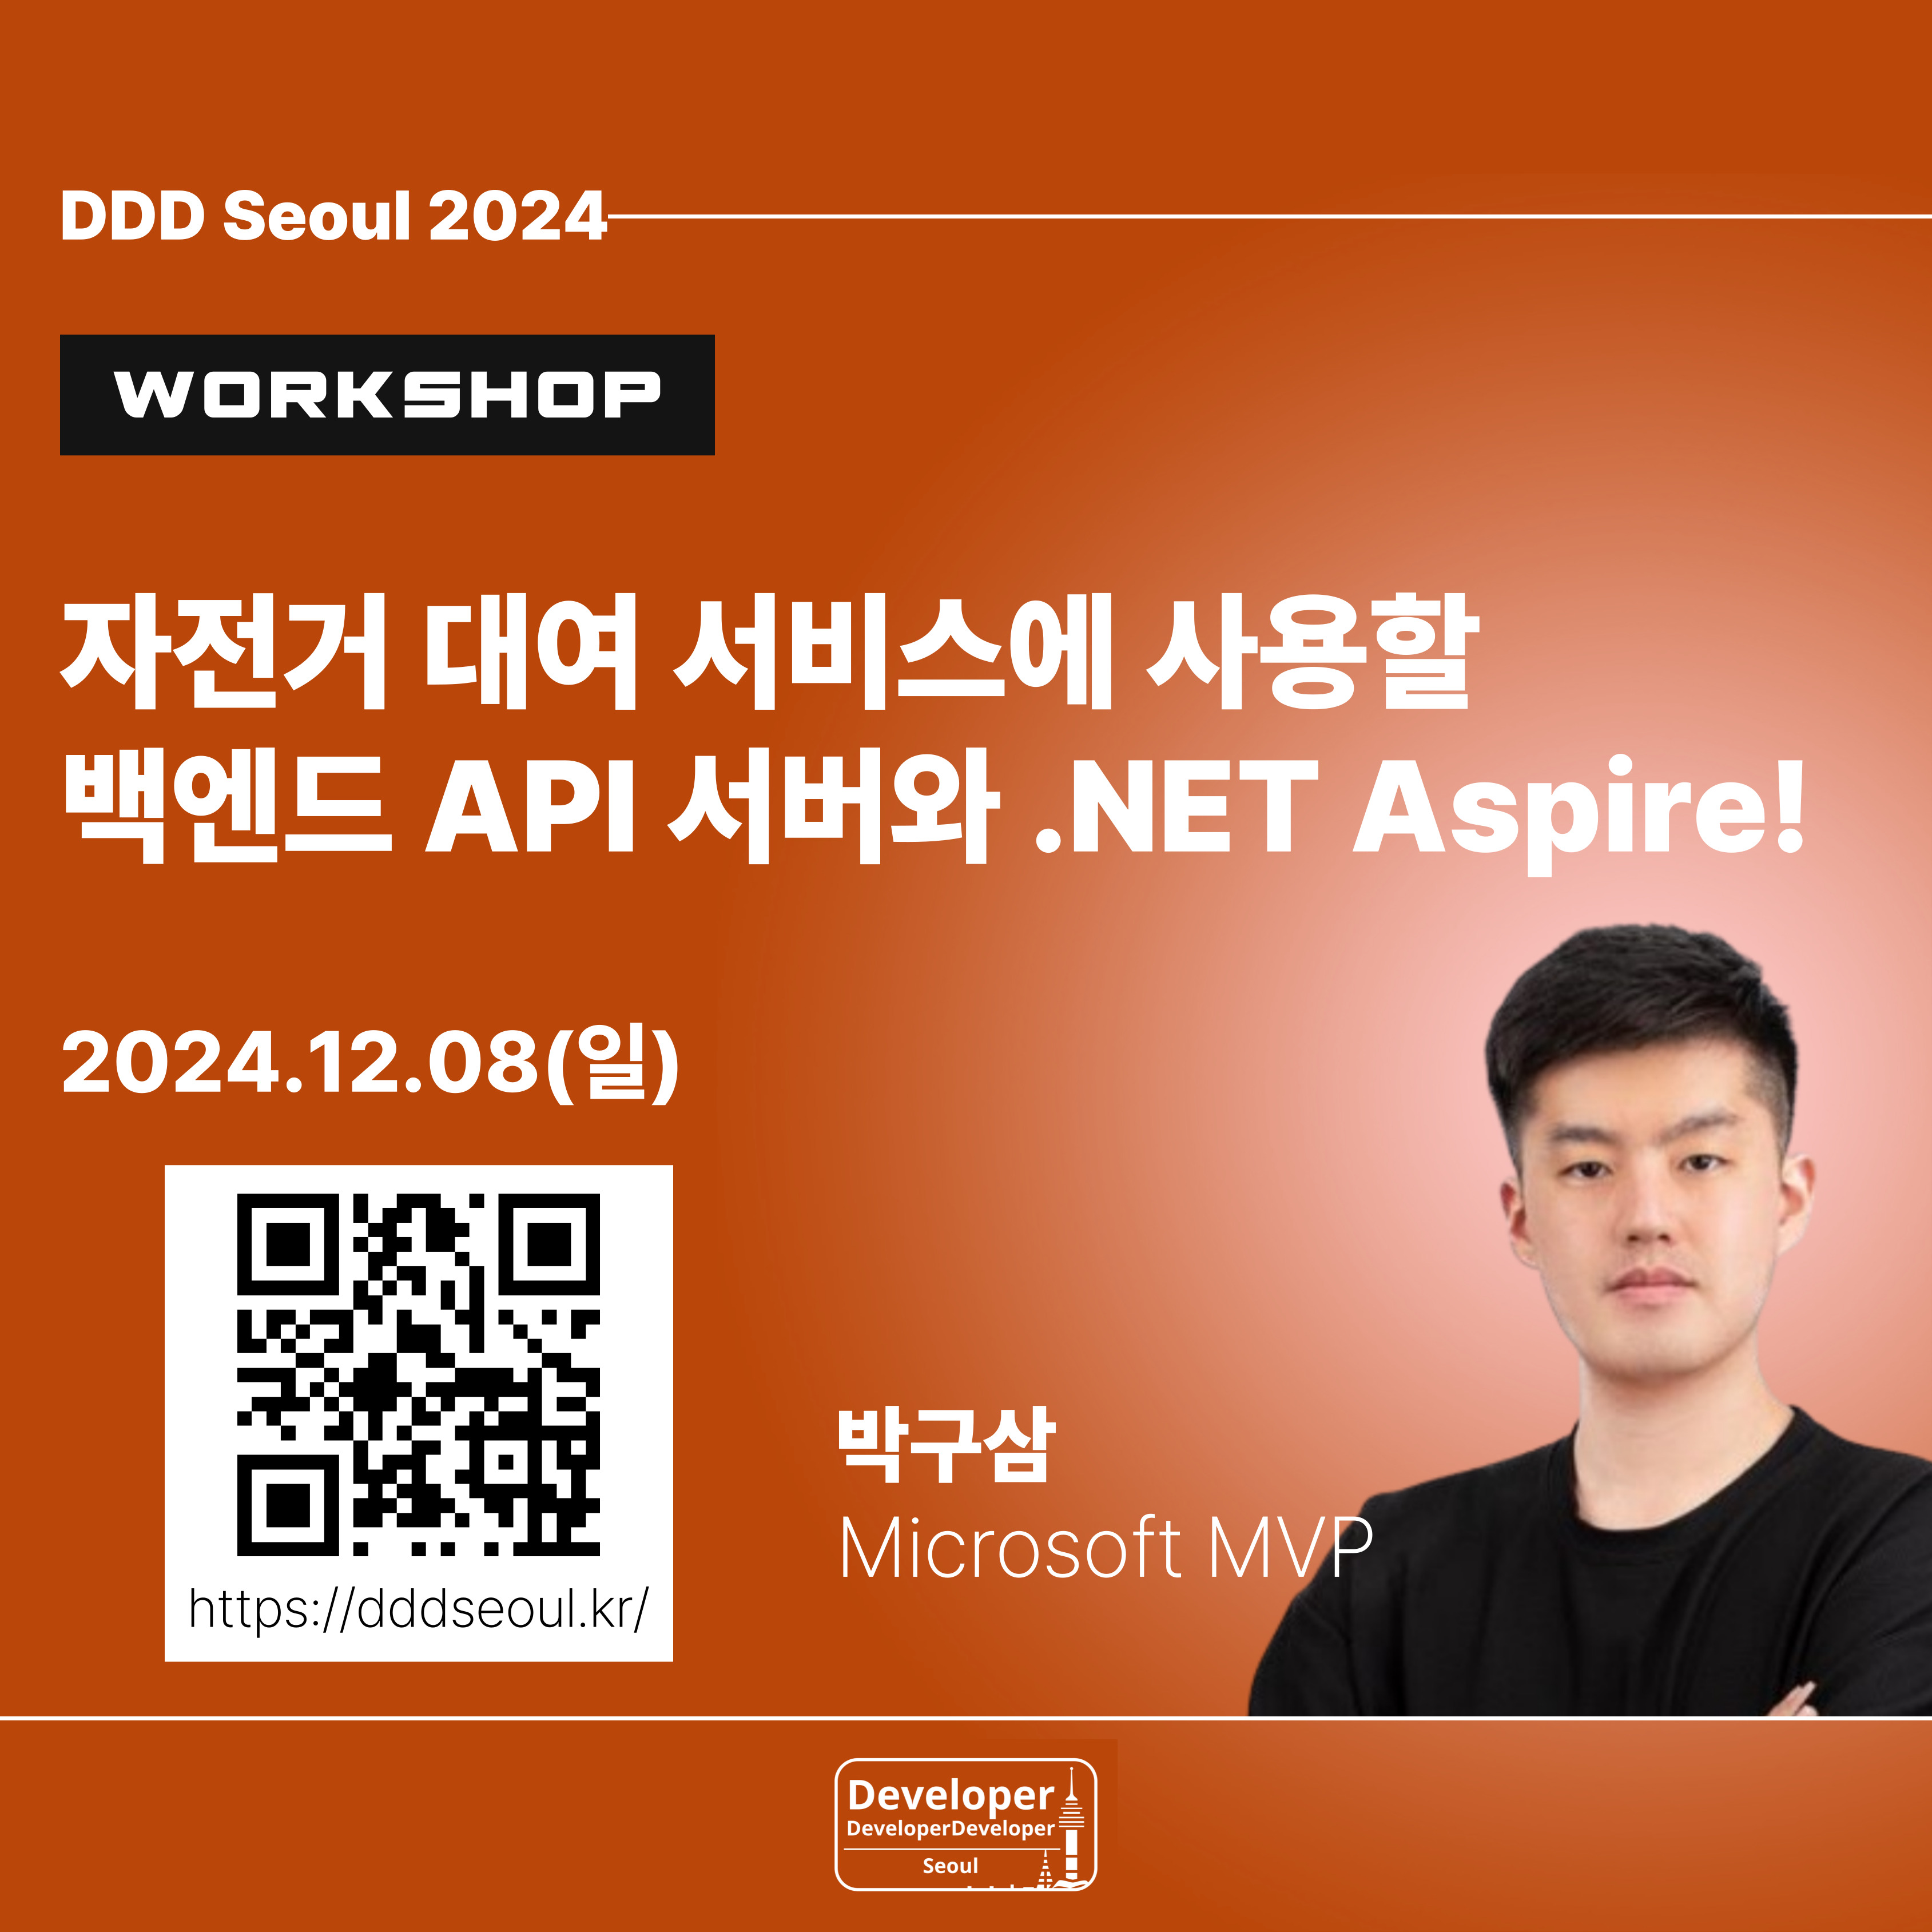 DDD Seoul 2024
WORKSHOP
자전거 대여 서비스에 사용할
백엔드 API 서버와 .NET Aspire!
2024.12.08(일)
https://dddseoul.kr/
박구삼
Microsoft MVP
Developer
DeveloperDeveloper
Seoul